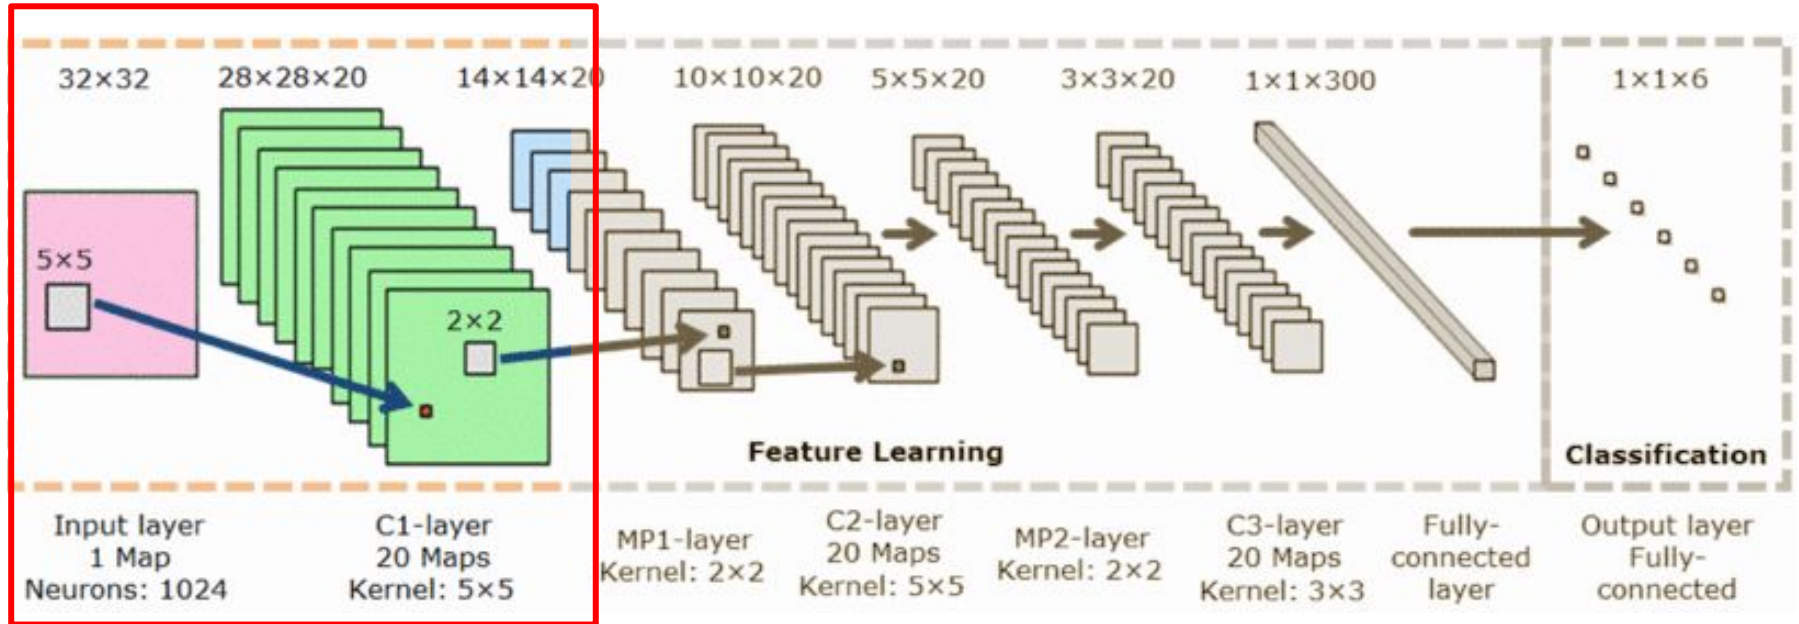 32×32 28×28×20 14×14×20 10×10×20 5×5×20 3×3×20 1×1×300 1×1×6
5×5
2×2
Feature Learning
Classification
Input layer
1 Map
Neurons: 1024
C1-layer
20 Maps
Kernel: 5×5
MP1-layer
Kernel: 2×2
C2-layer
20 Maps
Kernel: 5×5
MP2-layer
Kernel: 2×2
C3-layer
20 Maps
Kernel: 3×3
Fully-
connected
layer
Output layer
Fully-
connected